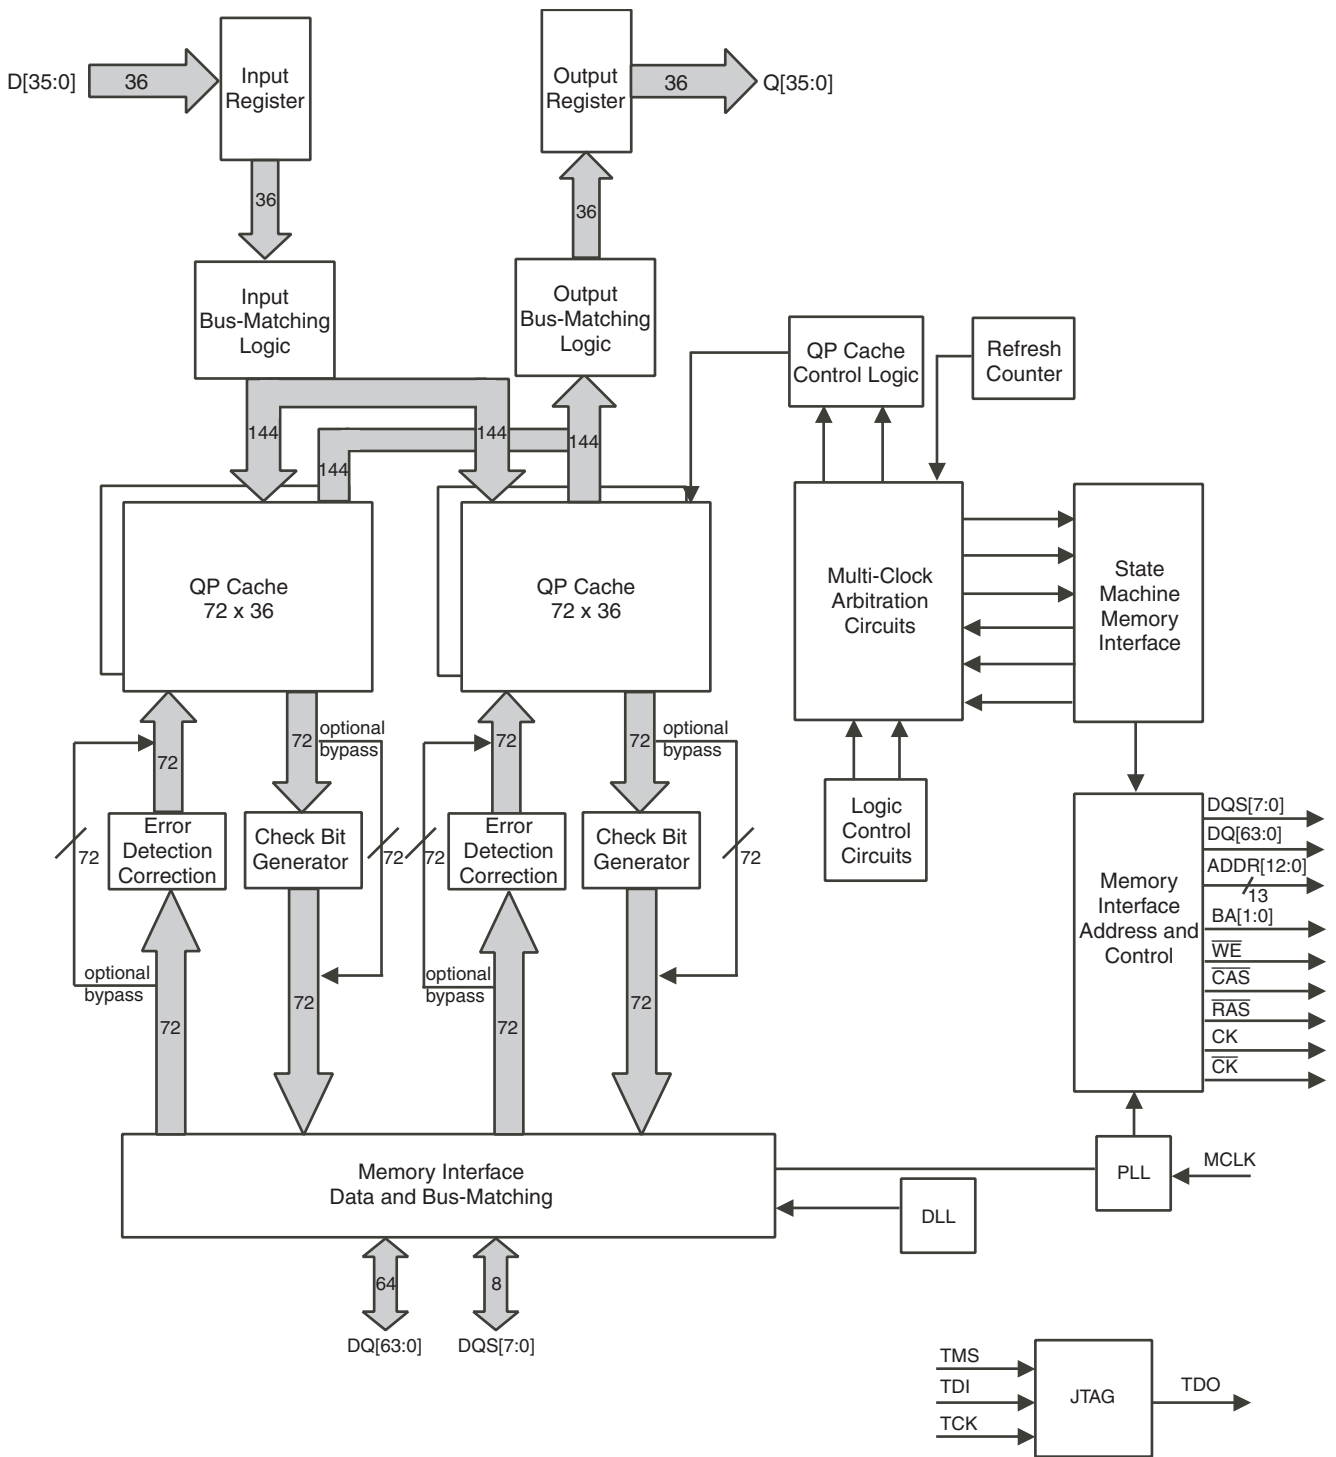 D[35:0]
36
Input
Register
Output
Register
36
Q[35:0]
36
36
Input
Bus-Matching
Logic
Output
Bus-Matching
Logic
QP Cache
Control Logic
Refresh
Counter
144
144
144
144
QP Cache
72 x 36
QP Cache
72 x 36
Multi-Clock
Arbitration
Circuits
State
Machine
Memory
Interface
72
72
optional
bypass
72
72
optional
bypass
72
Error
Detection
Correction
Check Bit
Generator
72
72
Error
Detection
Correction
Check Bit
Generator
72
Logic
Control
Circuits
Memory
Interface
Address and
Control
DQS[7:0]
DQ[63:0]
ADDR[12:0]
13
BA[1:0]
W̅E̅
C̅A̅S̅
R̅A̅S̅
CK
C̅K̅
optional
bypass
72
72
optional
bypass
72
72
Memory Interface
Data and Bus-Matching
PLL
MCLK
DLL
64
8
DQ[63:0]
DQS[7:0]
TMS
TDI
TCK
JTAG
TDO